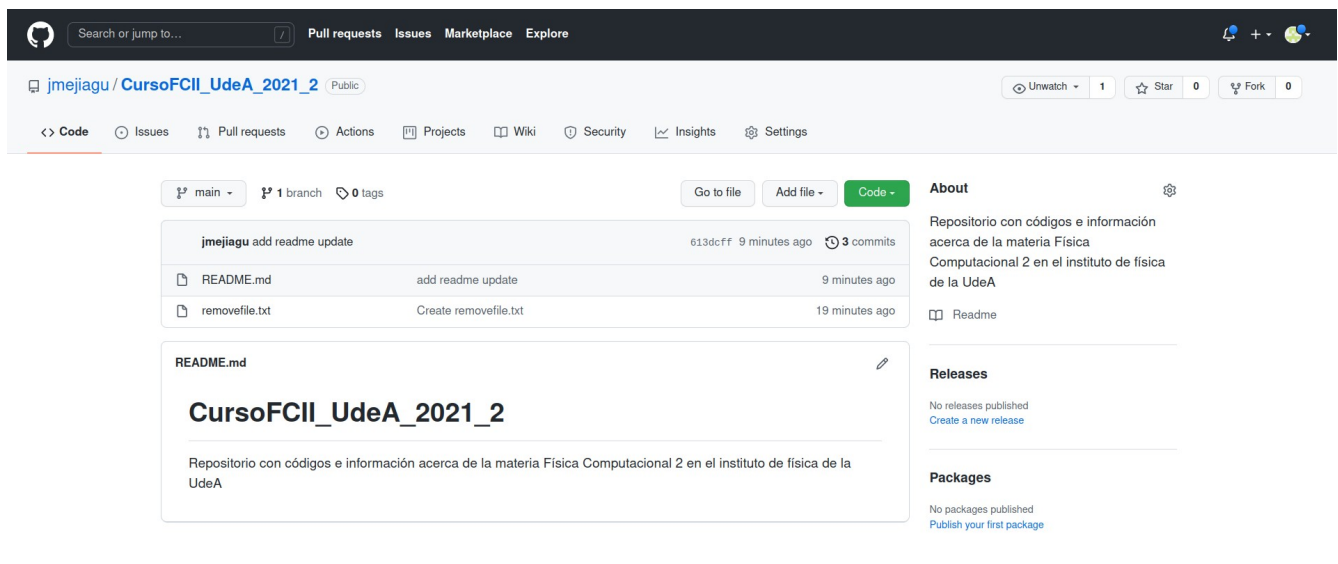 Search or jump to... / Pull requests Issues Marketplace Explore
jmejiagu / CursoFCII_UdeA_2021_2 Public
Unwatch 1 Star 0 Fork 0
<> Code Issues Pull requests Actions Projects Wiki Security Insights Settings
main 1 branch 0 tags
Go to file Add file Code
jmejiagu add readme update 613dcff 9 minutes ago 3 commits
README.md add readme update 9 minutes ago
removefile.txt Create removefile.txt 19 minutes ago
README.md
CursoFCII_UdeA_2021_2
Repositorio con códigos e información acerca de la materia Física Computacional 2 en el instituto de física de la
UdeA
About
Repositorio con códigos e información
acerca de la materia Física
Computacional 2 en el instituto de física
de la UdeA
Readme
Releases
No releases published
Create a new release
Packages
No packages published
Publish your first package